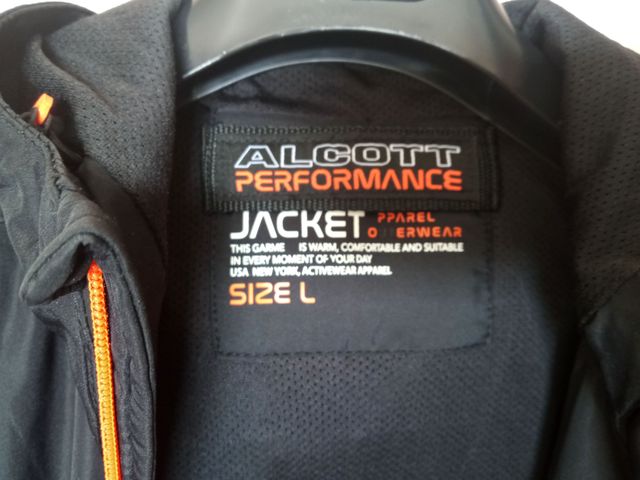 ALCOTT
PERFORMANCE
JACKET PPAREL
O ERWEAR
THIS GARME IS WARM, COMFORTABLE AND SUITABLE
IN EVERY MOMENT OF YOUR DAY
USA NEW YORK, ACTIVEWEAR APPAREL
SIZE L